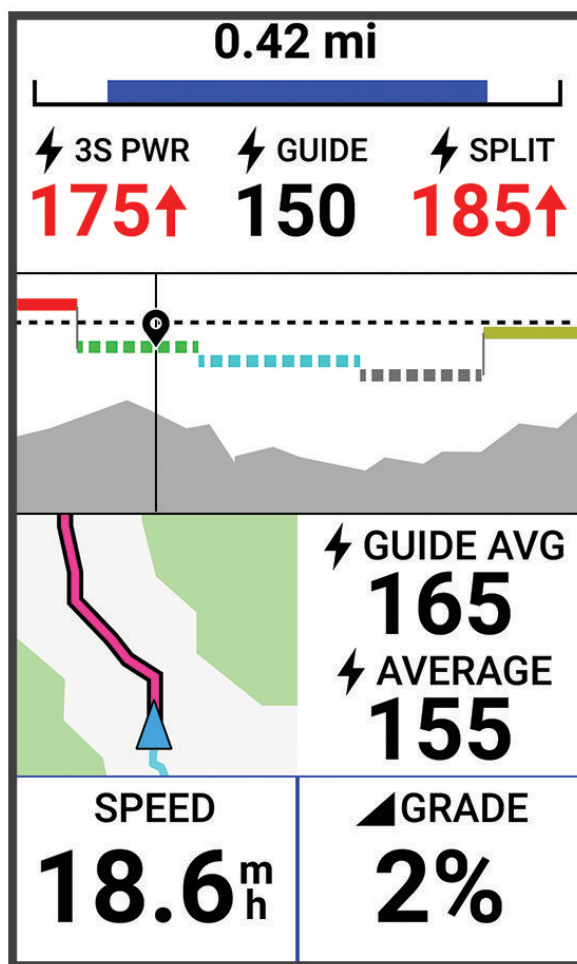 0.42 mi
3S PWR GUIDE SPLIT
175 150 185
GUIDE AVG
165
AVERAGE
155
SPEED GRADE
18.6 mh 2%